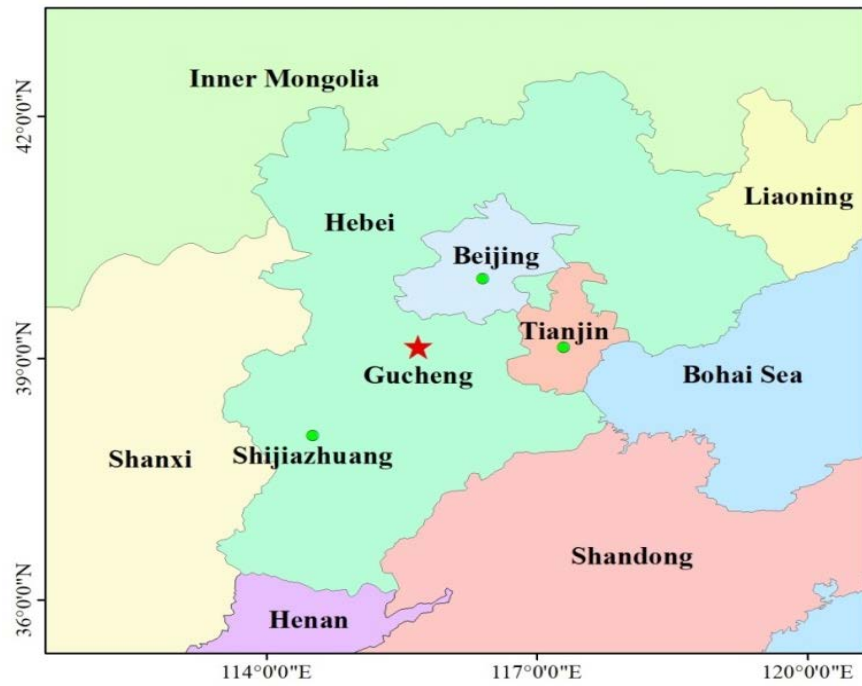 Inner Mongolia
42°0'0"N
Liaoning
Hebei
Beijing
Tianjin
39°0'0"N
Gucheng
Bohai Sea
Shanxi
Shijiazhuang
Shandong
36°0'0"N
Henan
114°0'0"E
117°0'0"E
120°0'0"E